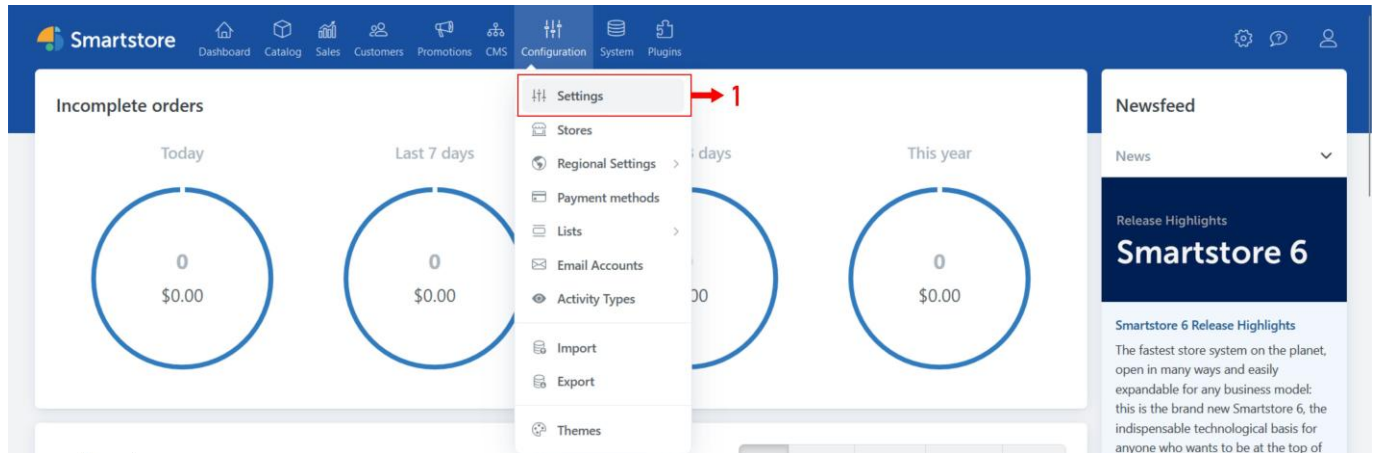 Smartstore
Dashboard Catalog Sales Customers Promotions CMS Configuration System Plugins
Incomplete orders
Today
0
$0.00
Last 7 days
0
$0.00
days
00
This year
0
$0.00
Settings
1
Stores
Regional Settings
Payment methods
Lists
Email Accounts
Activity Types
Import
Export
Themes
Newsfeed
News
Release Highlights
Smartstore 6
Smartstore 6 Release Highlights
The fastest store system on the planet,
open in many ways and easily
expandable for any business model:
this is the brand new Smartstore 6, the
indispensable technological basis for
anyone who wants to be at the top of